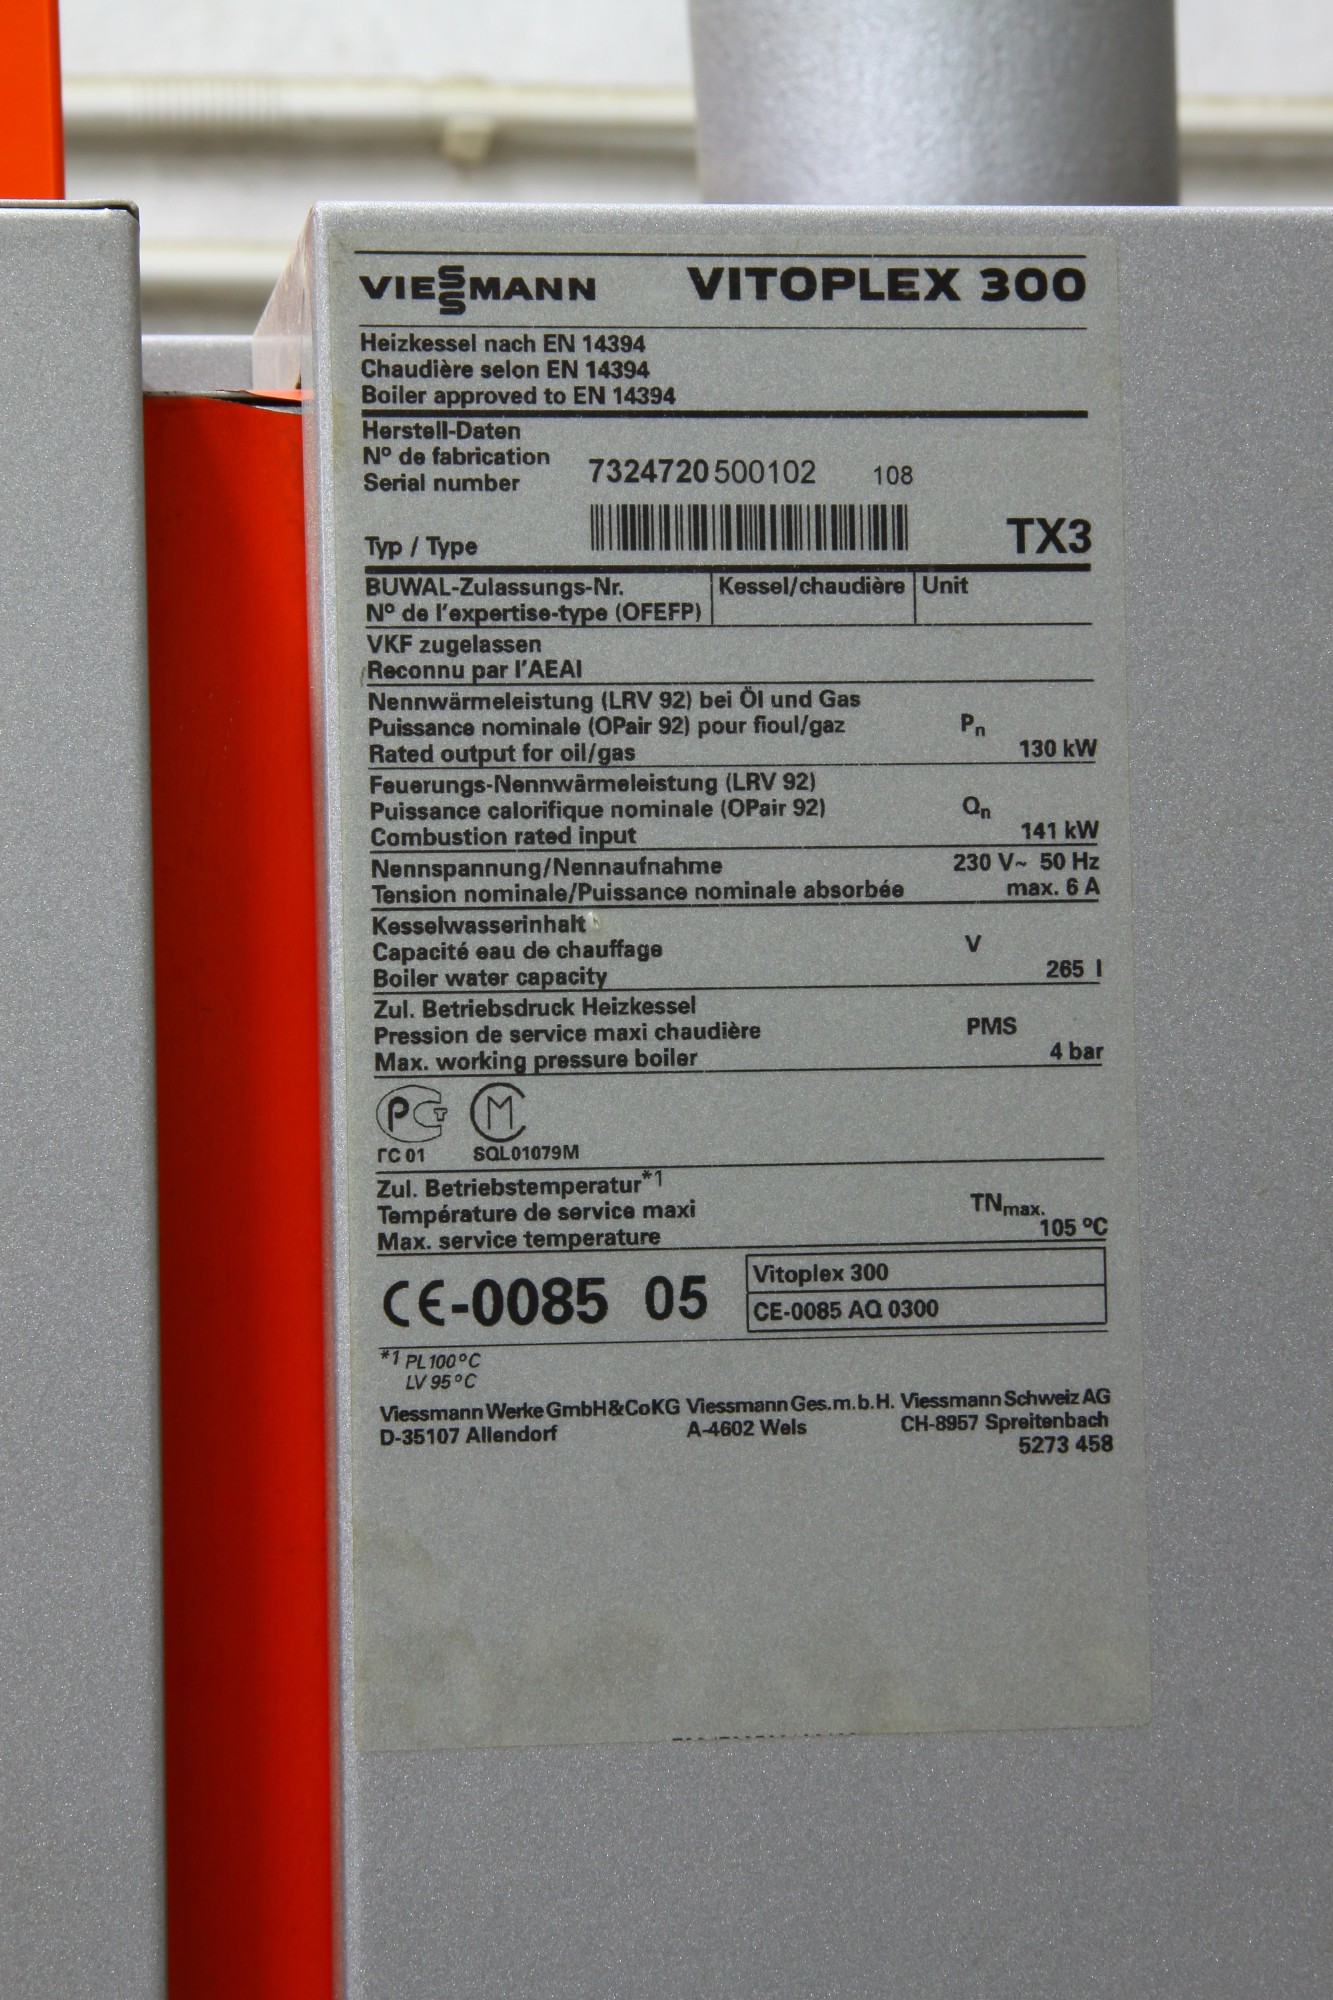 VIESSMANN VITOPLEX 300
Heizkessel nach EN 14394
Chaudière selon EN 14394
Boiler approved to EN 14394
Herstell-Daten
Nº de fabrication
Serial number 7324720500102 108
Typ / Type TX3
BUWAL-Zulassungs-Nr. Kessel/chaudière Unit
Nº de l'expertise-type (OFEFP)
VKF zugelassen
Reconnu par l'AEAI
Nennwärmeleistung (LRV 92) bei Öl und Gas
Puissance nominale (OPair 92) pour fioul/gaz Pn
Rated output for oil/gas 130 kW
Feuerungs-Nennwärmeleistung (LRV 92)
Puissance calorifique nominale (OPair 92) Qn
Combustion rated input 141 kW
Nennspannung/Nennaufnahme 230 V~ 50 Hz
Tension nominale/Puissance nominale absorbée max. 6 A
Kesselwasserinhalt
Capacité eau de chauffage V
Boiler water capacity 265 l
Zul. Betriebsdruck Heizkessel
Pression de service maxi chaudière PMS
Max. working pressure boiler 4 bar
РСТ СМ
ГС 01 SQL01079M
Zul. Betriebstemperatur*1
Température de service maxi TNmax.
Max. service temperature 105 ºC
CE-0085 05 Vitoplex 300
CE-0085 AQ 0300
*1 PL 100ºC
LV 95ºC
Viessmann Werke GmbH&CoKG Viessmann Ges.m.b.H. Viessmann Schweiz AG
D-35107 Allendorf A-4602 Wels CH-8957 Spreitenbach
5273 458